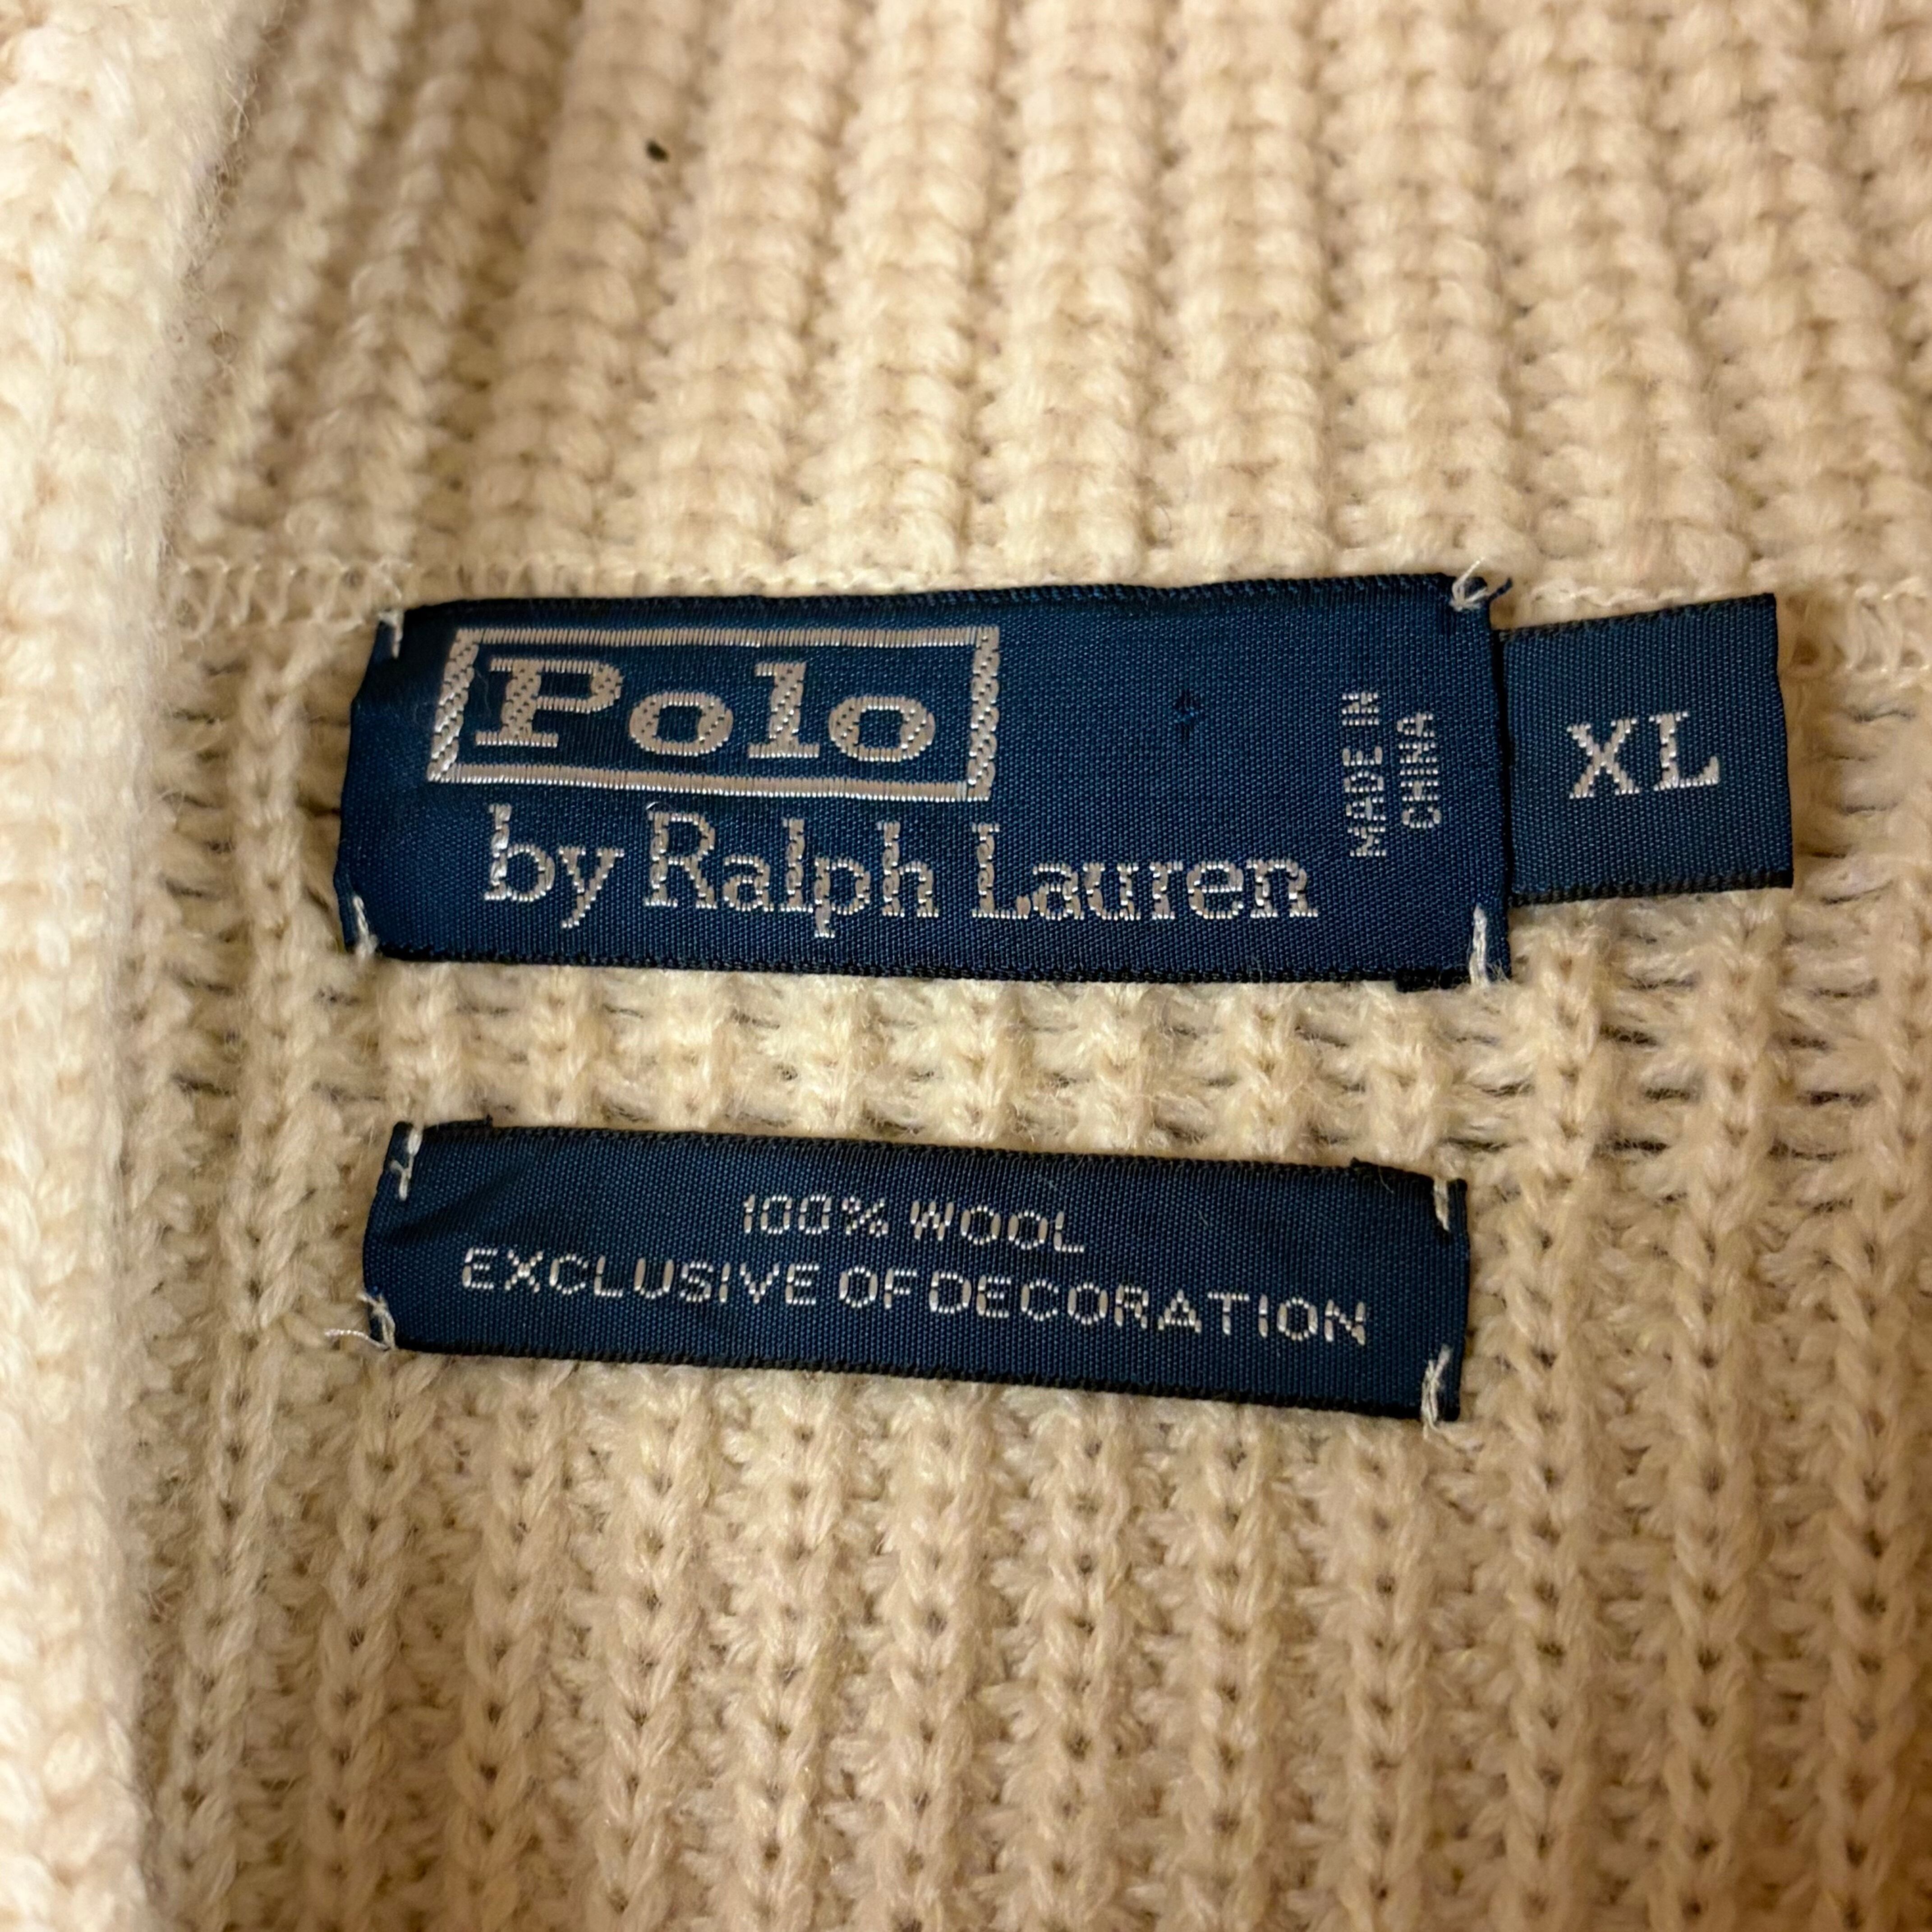 Polo
by Ralph Lauren
MADE IN
CHINA
XL
100% WOOL
EXCLUSIVE OF DECORATION